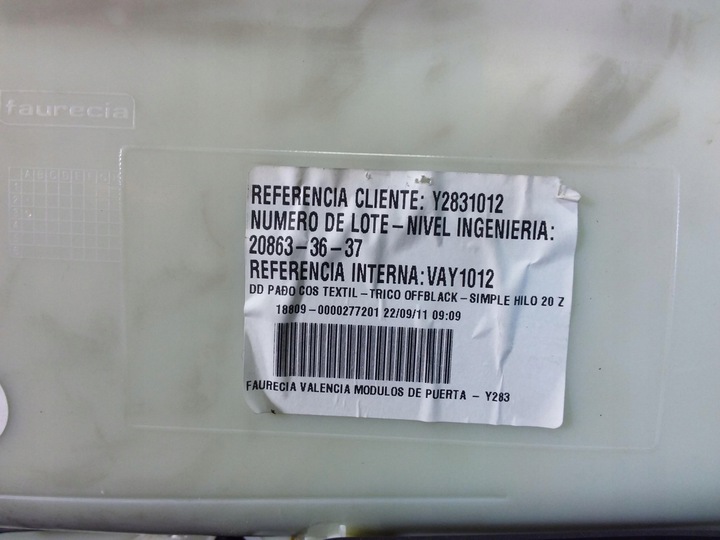 faurecia
A B C D E F G
REFERENCIA CLIENTE: Y2831012
NUMERO DE LOTE - NIVEL INGENIERIA:
20863-36-37
REFERENCIA INTERNA: VAY1012
DD PAÐO COS TEXTIL - TRICO OFFBLACK - SIMPLE HILO 20 Z
18809-0000277201 22/09/11 09:09
FAURECIA VALENCIA MODULOS DE PUERTA - Y283